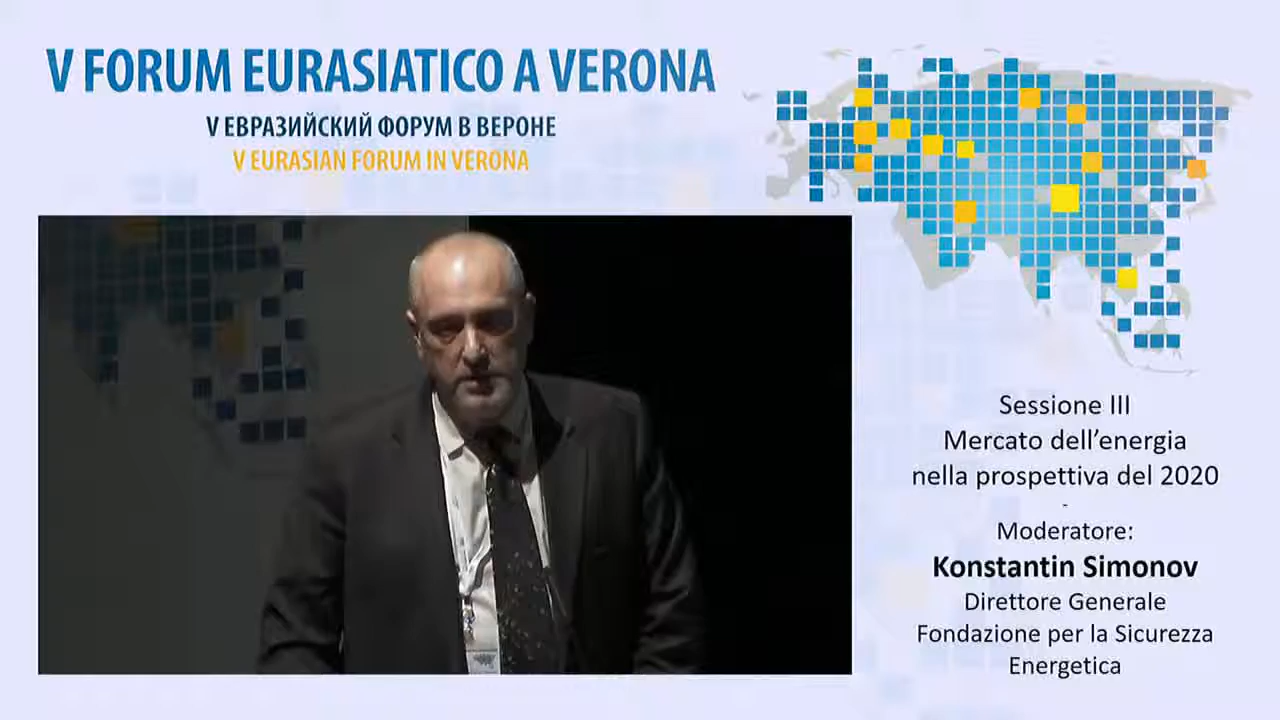 V FORUM EURASIATICO A VERONA
V ЕВРАЗИЙСКИЙ ФОРУМ В ВЕРОНЕ
V EURASIAN FORUM IN VERONA
Sessione III
Mercato dell’energia
nella prospettiva del 2020
-
Moderatore:
Konstantin Simonov
Direttore Generale
Fondazione per la Sicurezza
Energetica